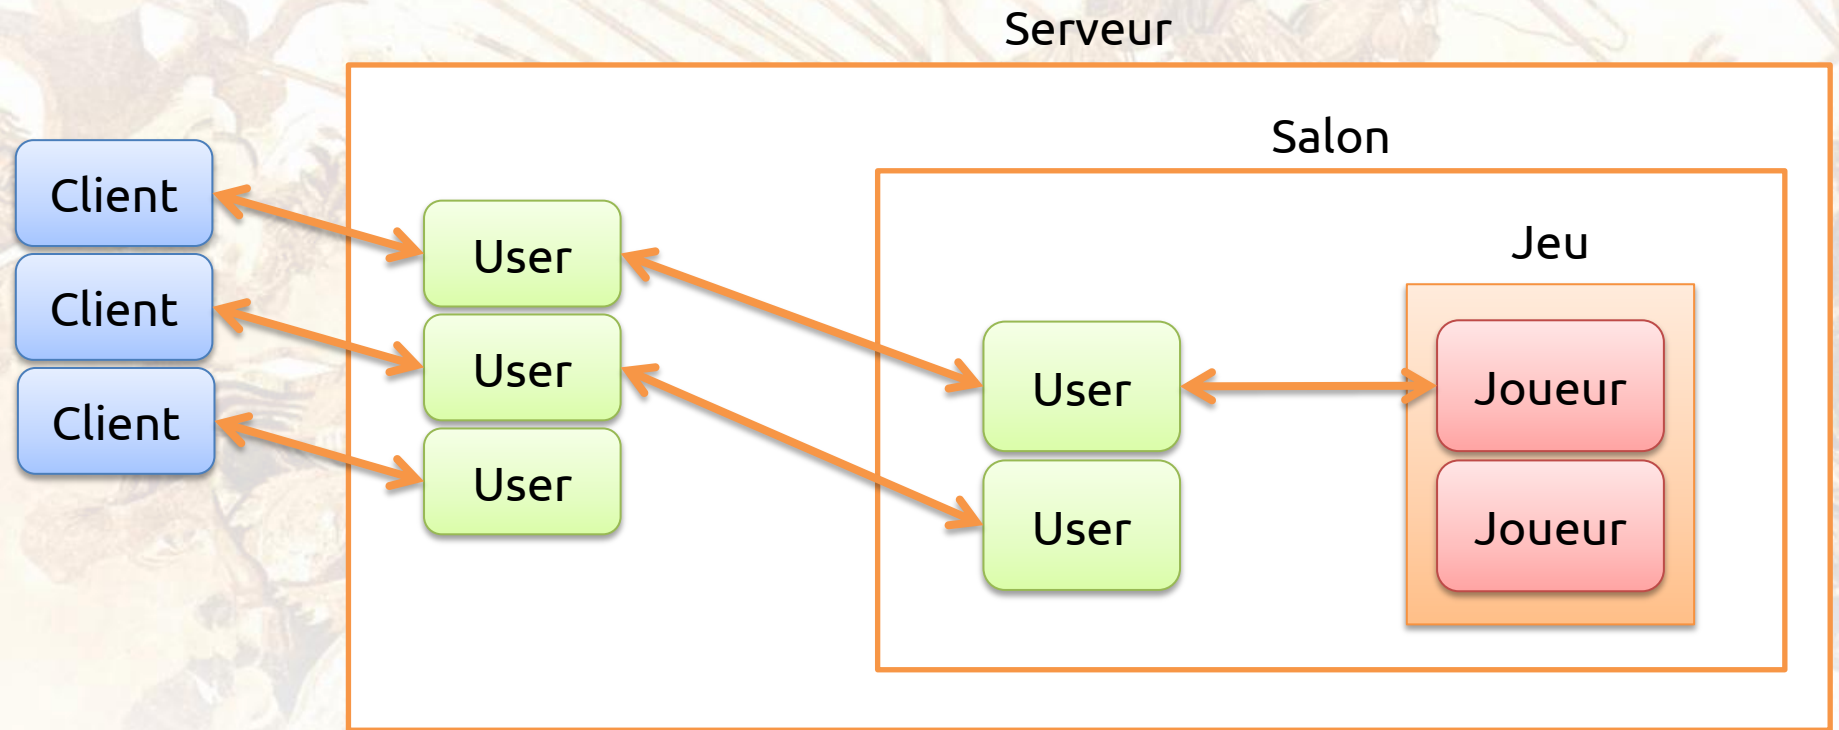 Serveur
Salon
Jeu
Client
Client
Client
User
User
User
User
User
Joueur
Joueur